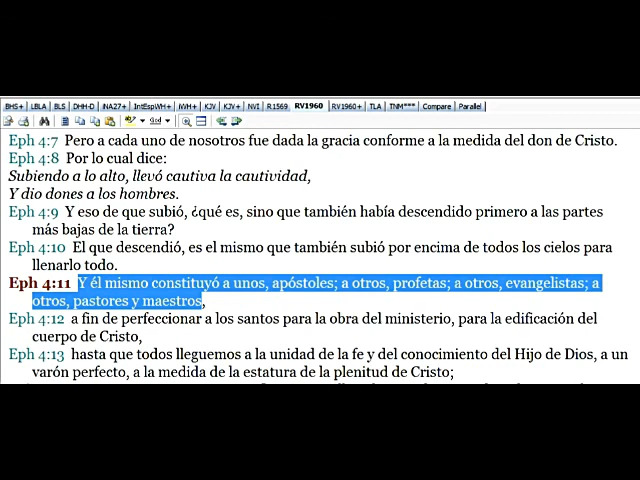 BHS+ LBLA BLS DHH-D iNA27+ IntEspWH+ iWH+ KJV KJV+ NVI R1569 RV1960 RV1960+ TLA TNM*** Compare Parallel
Eph 4:7 Pero a cada uno de nosotros fue dada la gracia conforme a la medida del don de Cristo.
Eph 4:8 Por lo cual dice:
Subiendo a lo alto, llevó cautiva la cautividad,
Y dio dones a los hombres.
Eph 4:9 Y eso de que subió, ¿qué es, sino que también había descendido primero a las partes
más bajas de la tierra?
Eph 4:10 El que descendió, es el mismo que también subió por encima de todos los cielos para
llenarlo todo.
Eph 4:11 Y él mismo constituyó a unos, apóstoles; a otros, profetas; a otros, evangelistas; a
otros, pastores y maestros,
Eph 4:12 a fin de perfeccionar a los santos para la obra del ministerio, para la edificación del
cuerpo de Cristo,
Eph 4:13 hasta que todos lleguemos a la unidad de la fe y del conocimiento del Hijo de Dios, a un
varón perfecto, a la medida de la estatura de la plenitud de Cristo;